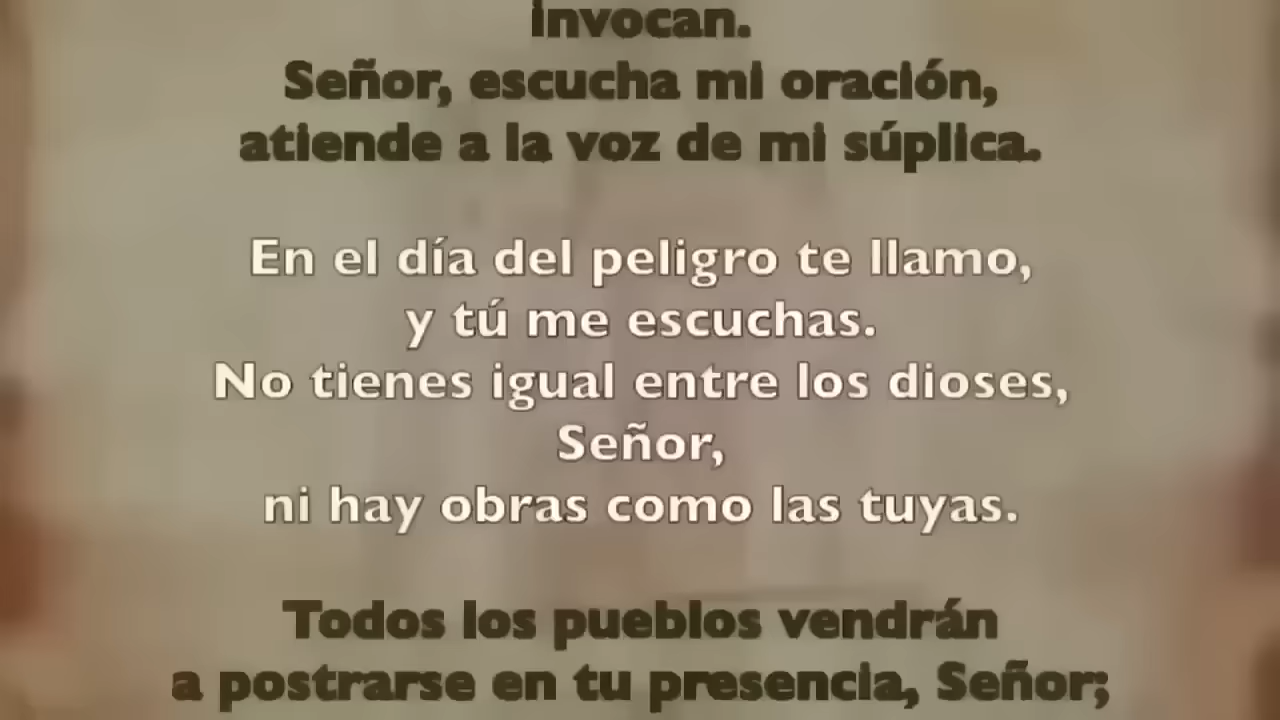 invocan.
Señor, escucha mi oración,
atiende a la voz de mi súplica.
En el día del peligro te llamo,
y tú me escuchas.
No tienes igual entre los dioses,
Señor,
ni hay obras como las tuyas.
Todos los pueblos vendrán
a postrarse en tu presencia, Señor;